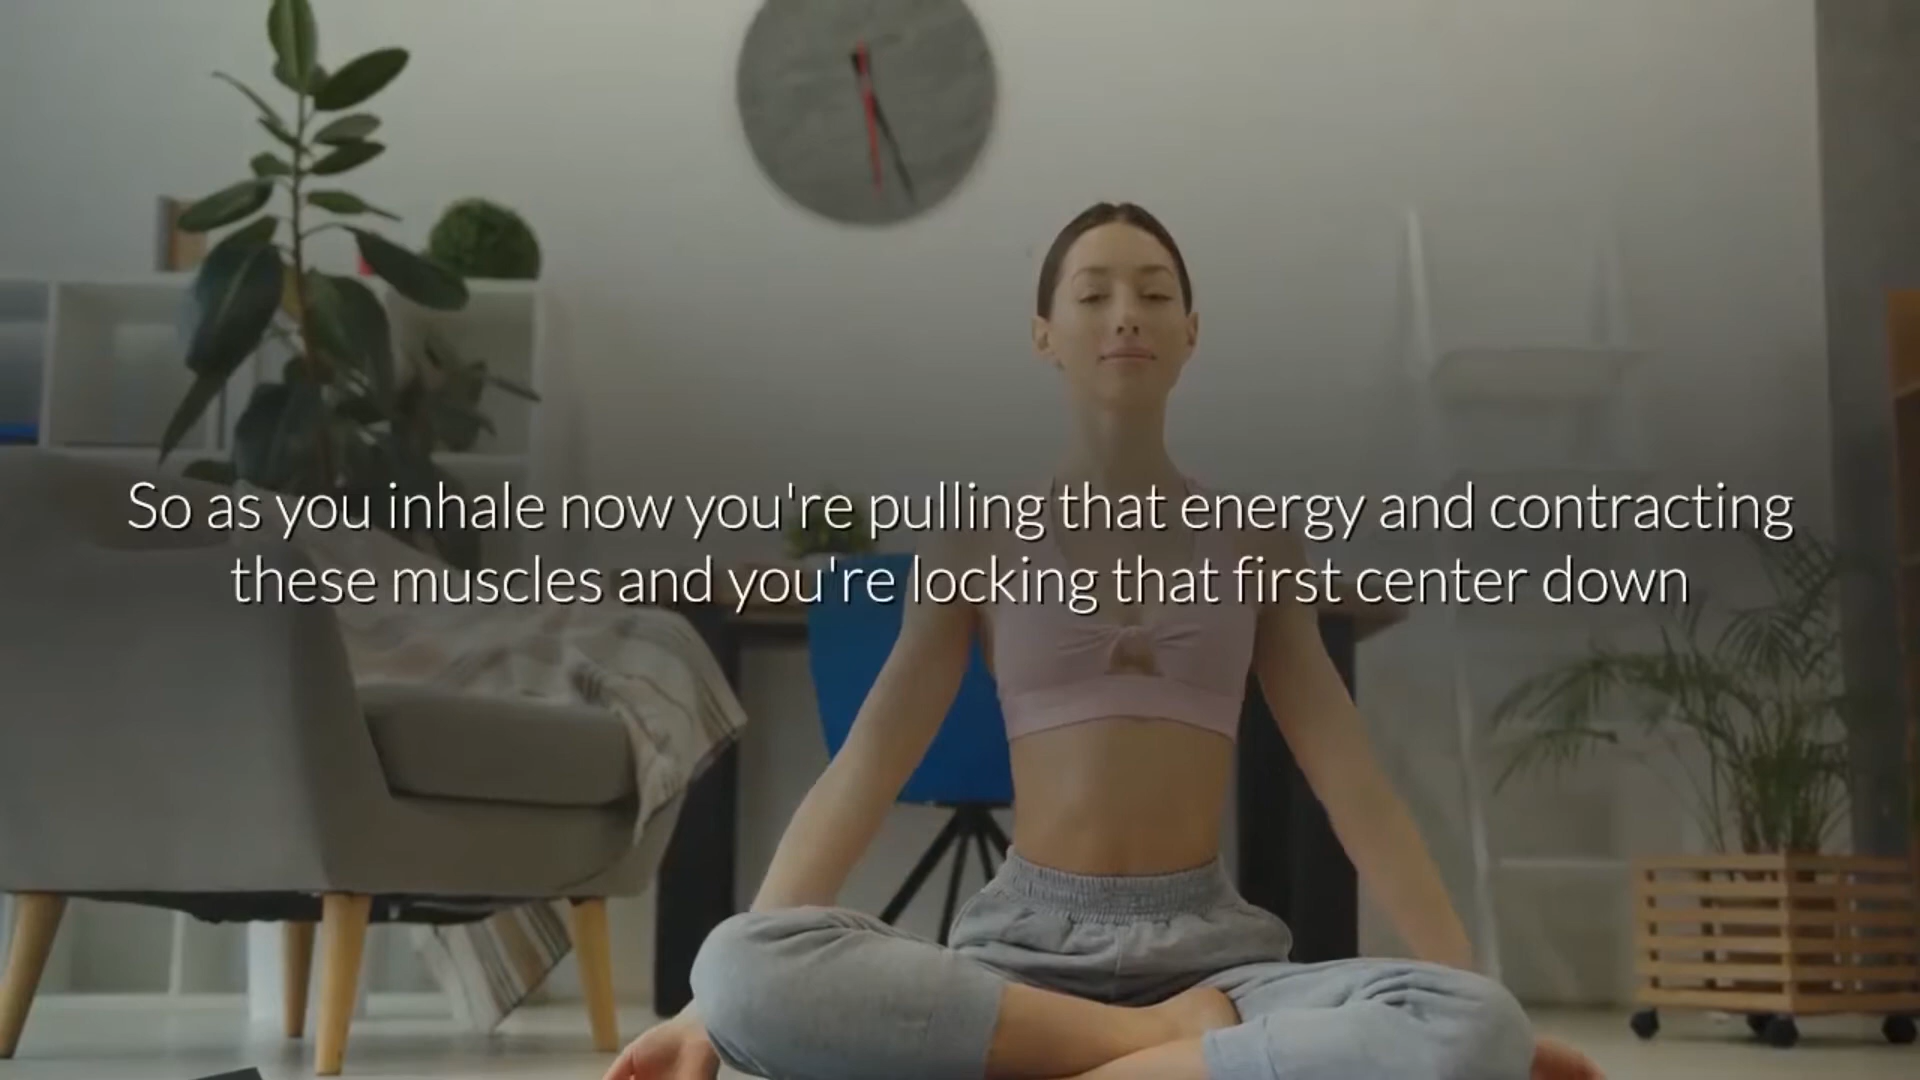 So as you inhale now you're pulling that energy and contracting
these muscles and you're locking that first center down